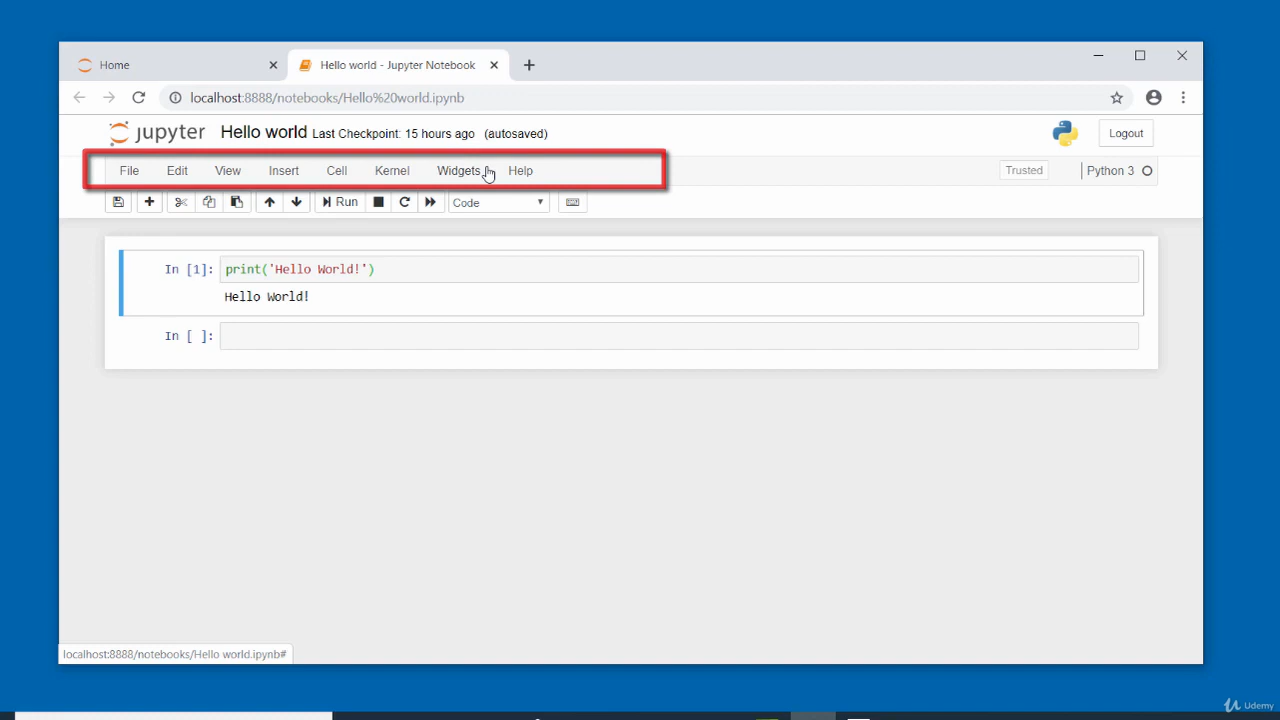 Home
Hello world - Jupyter Notebook
localhost:8888/notebooks/Hello%20world.ipynb
jupyter Hello world Last Checkpoint: 15 hours ago (autosaved)
Logout
File Edit View Insert Cell Kernel Widgets Help
Trusted
Python 3
Run
Code
In [1]: print('Hello World!')
Hello World!
In [ ]:
localhost:8888/notebooks/Hello world.ipynb#
Udemy